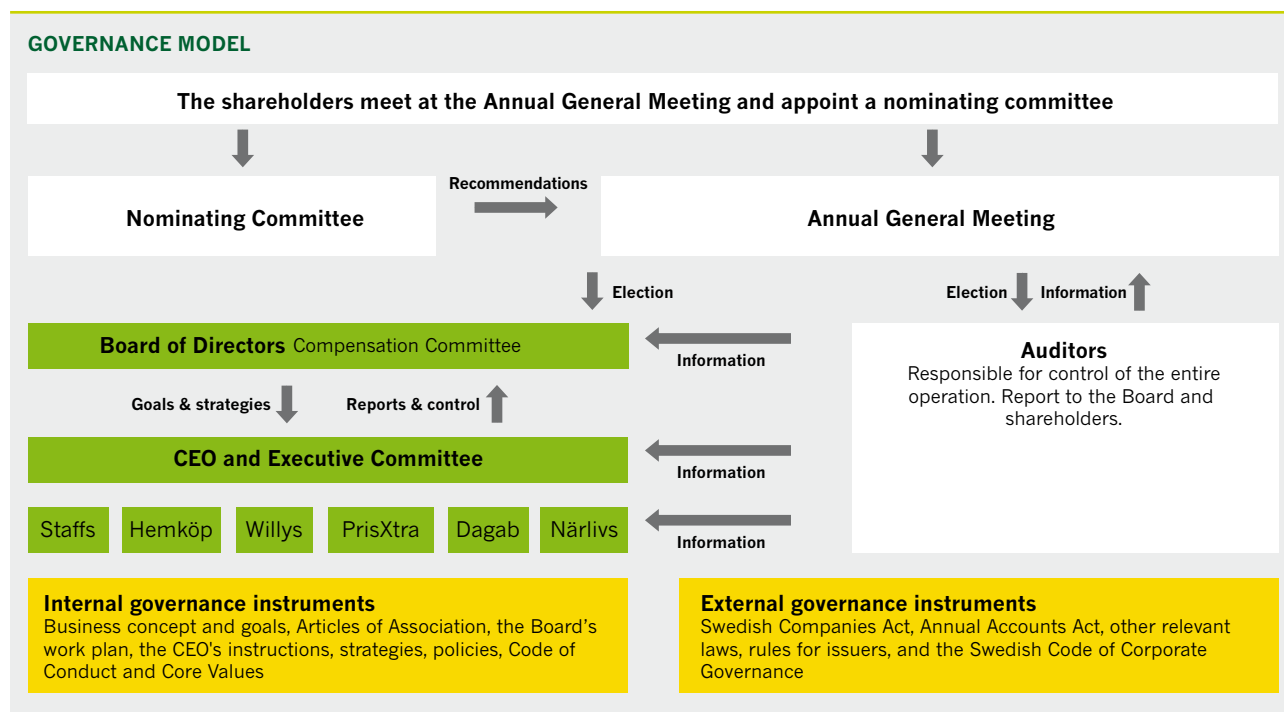 GOVERNANCE MODEL
The shareholders meet at the Annual General Meeting and appoint a nominating committee
Nominating Committee
Recommendations
Annual General Meeting
Election
Election
Information
Board of Directors Compensation Committee
Information
Auditors
Responsible for control of the entire
operation. Report to the Board and
shareholders.
Goals & strategies
Reports & control
CEO and Executive Committee
Information
Staffs
Hemköp
Willys
PrisXtra
Dagab
Närlivs
Information
Internal governance instruments
Business concept and goals, Articles of Association, the Board's
work plan, the CEO's instructions, strategies, policies, Code of
Conduct and Core Values
External governance instruments
Swedish Companies Act, Annual Accounts Act, other relevant
laws, rules for issuers, and the Swedish Code of Corporate
Governance